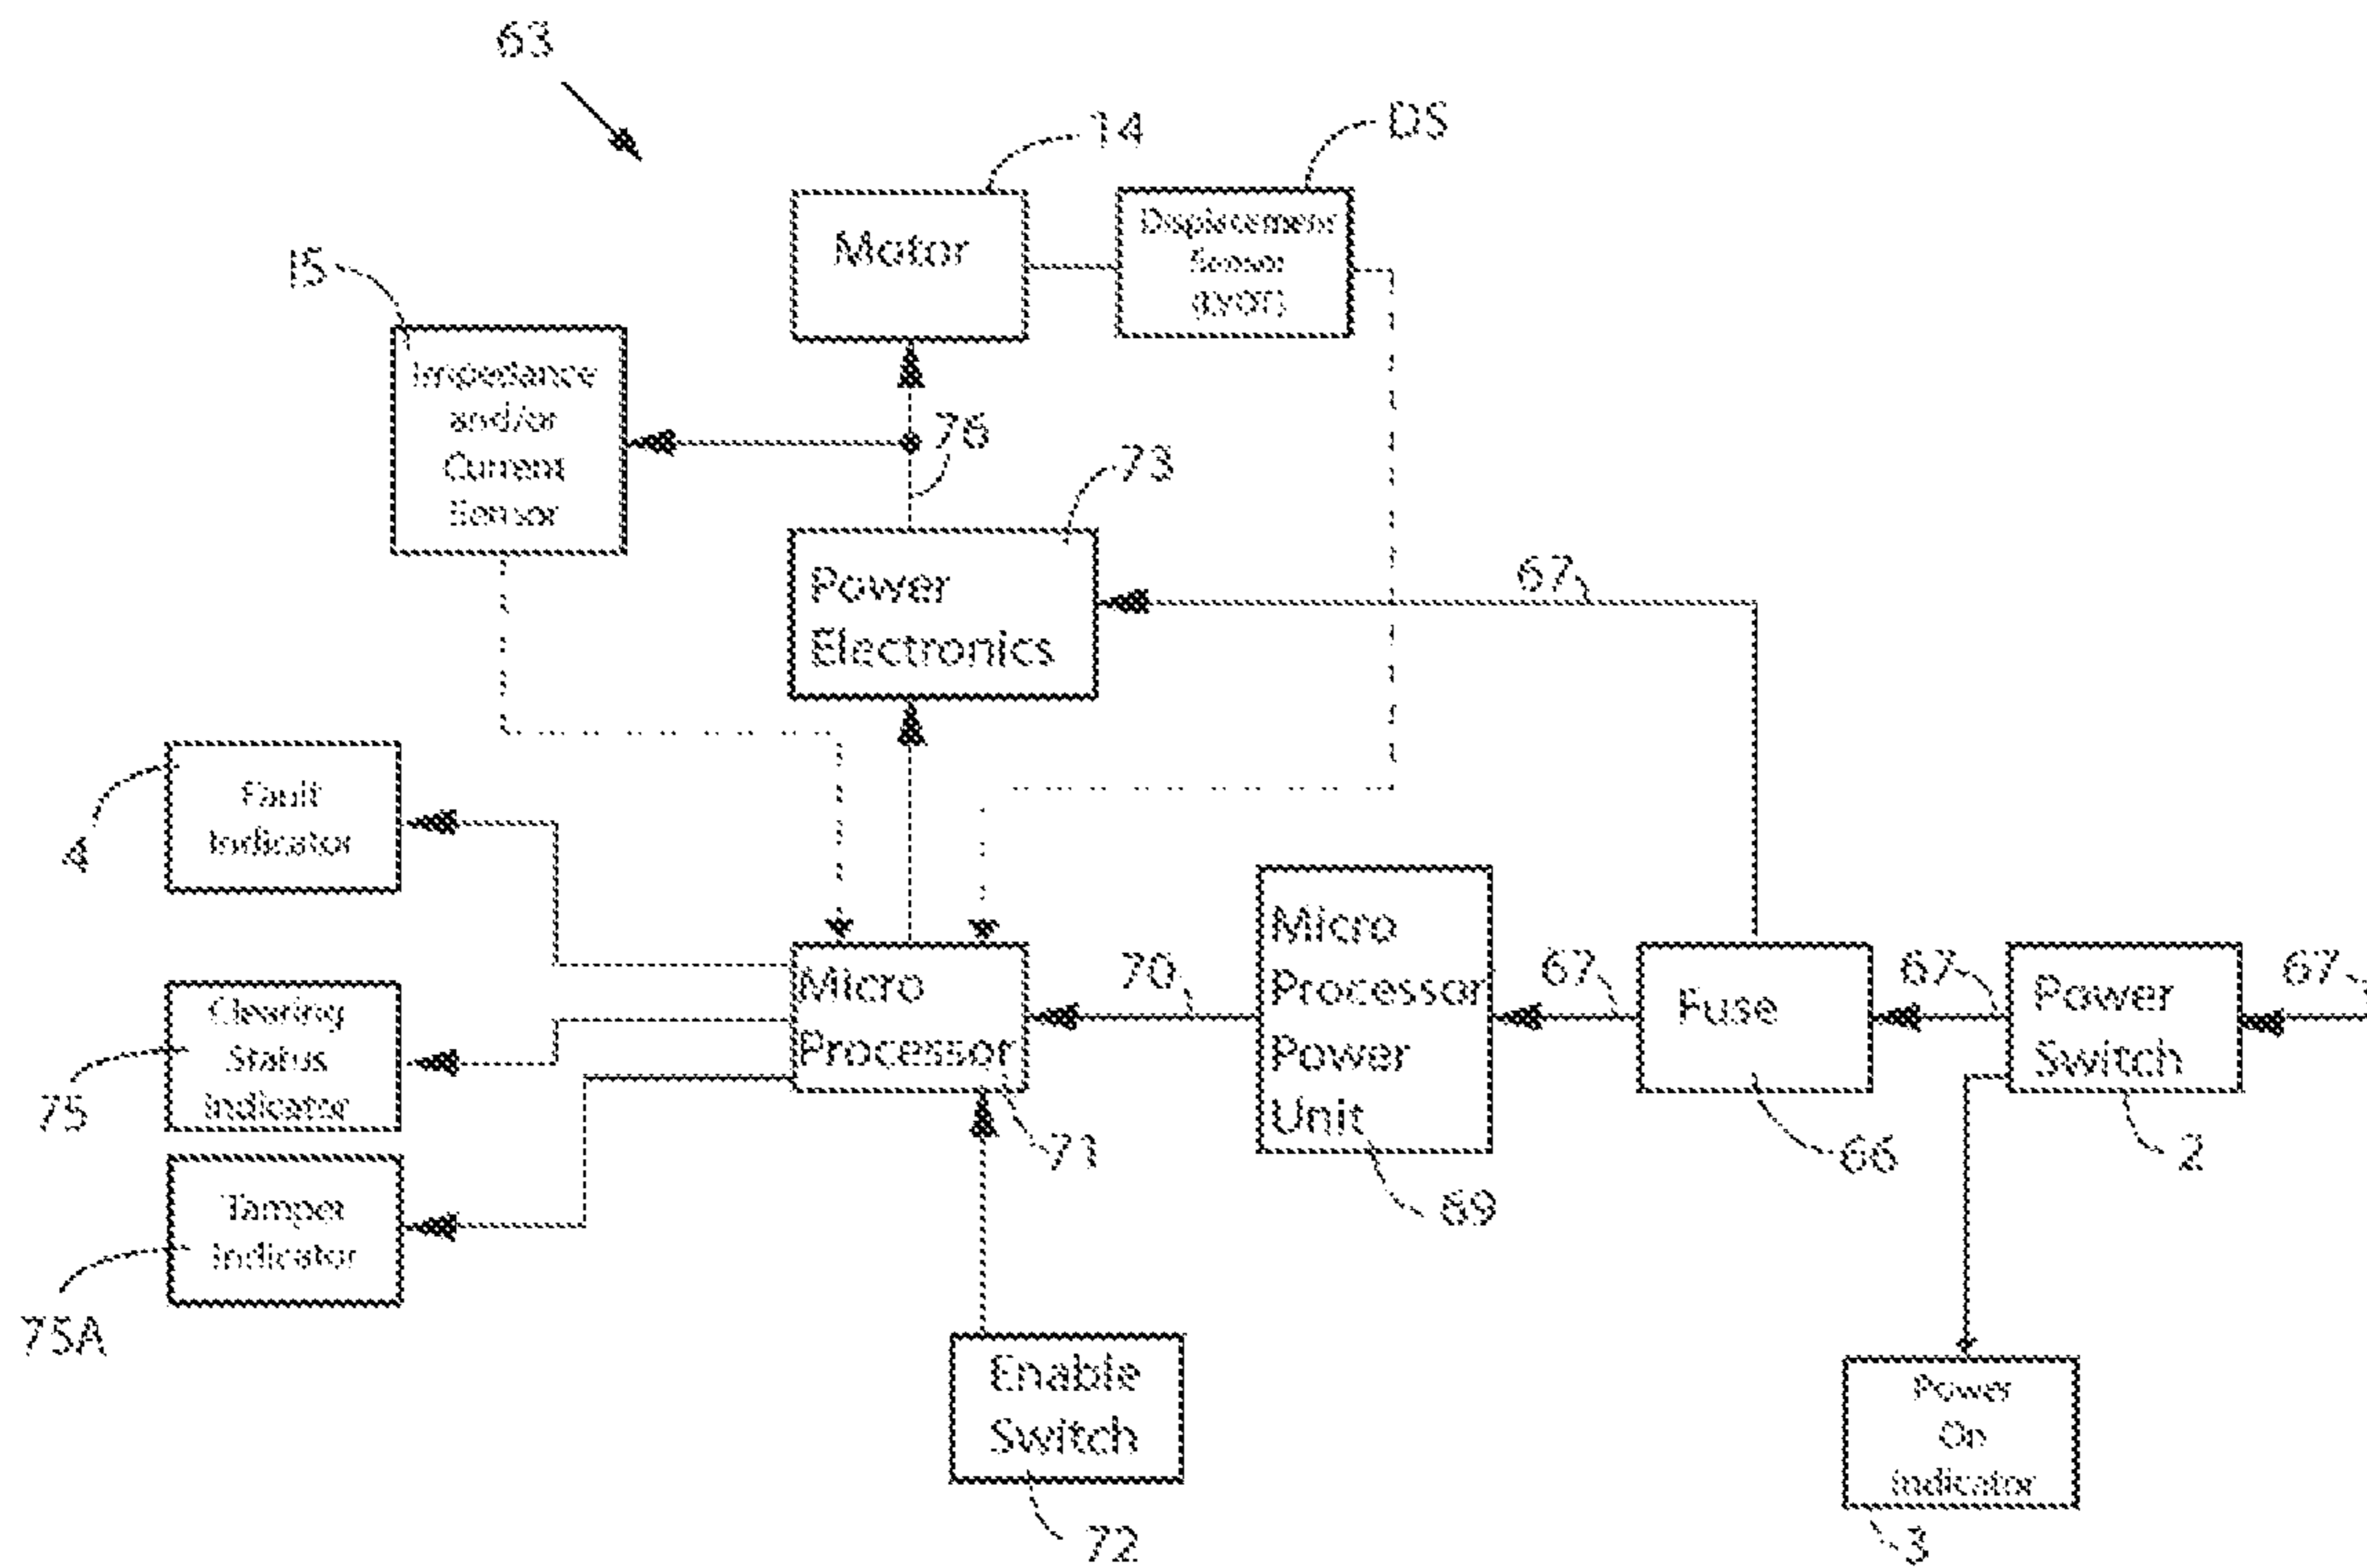 63
14
DS
Motor
Displacement
Sensor
IS
Impedance
and/or
Current
Sensor
76
73
Power
Electronics
67
4
Fault
Indicator
Micro
Processor
71
70
Micro
Processor
Power
Unit
69
67
Fuse
66
67
Power
Switch
2
67
75
Clearing
Status
Indicator
75A
Tamper
Indicator
Enable
Switch
72
Power
On
Indicator
3